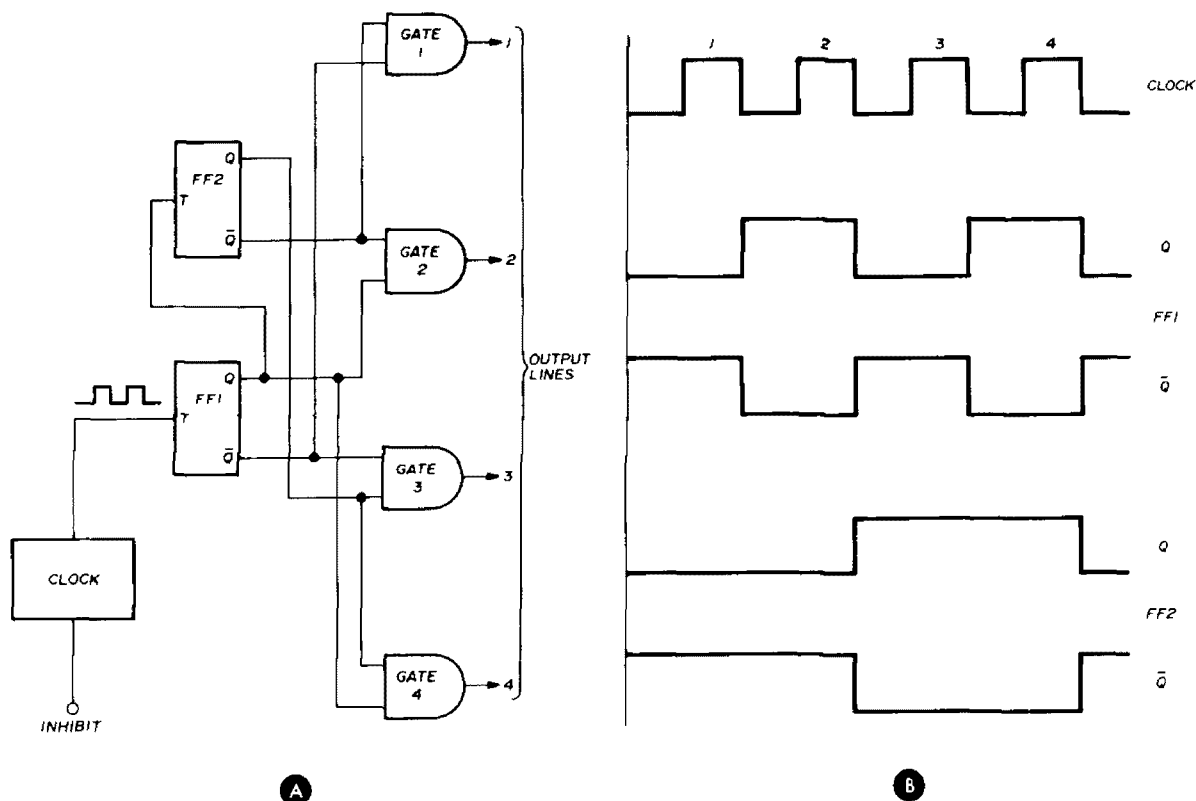 GATE
1
1
Q
FF2
T
Q̄
GATE
2
2
OUTPUT
LINES
Q
FF1
T
Q̄
GATE
3
3
CLOCK
GATE
4
4
INHIBIT
A
1 2 3 4
CLOCK
Q
FF1
Q̄
Q
FF2
Q̄
B